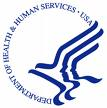 DEPARTMENT OF HEALTH & HUMAN SERVICES • USA